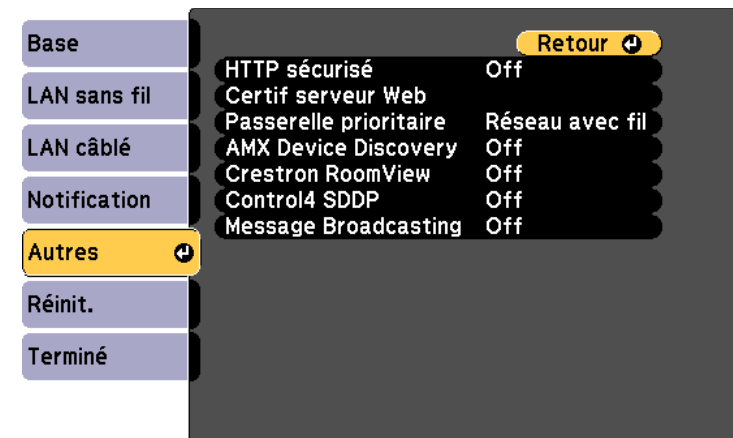 Base
LAN sans fil
LAN câblé
Notification
Autres
Réinit.
Terminé
Retour
HTTP sécurisé Off
Certif serveur Web
Passerelle prioritaire Réseau avec fil
AMX Device Discovery Off
Crestron RoomView Off
Control4 SDDP Off
Message Broadcasting Off